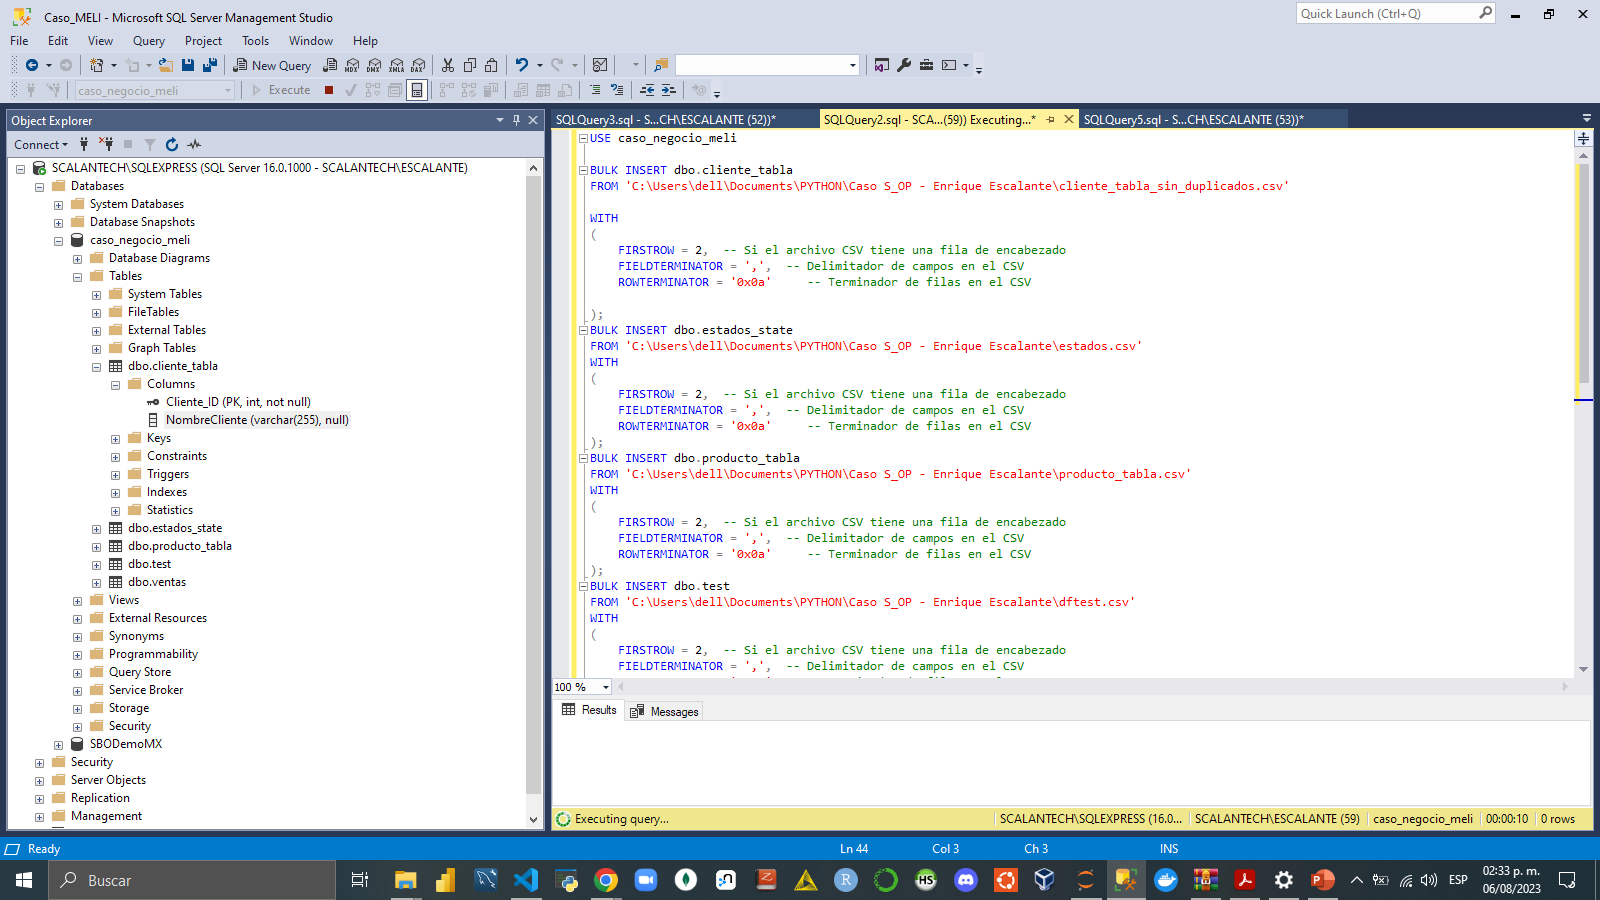 Caso_MELI - Microsoft SQL Server Management Studio
Quick Launch (Ctrl+Q)
File Edit View Query Project Tools Window Help
New Query
MDX DMX XMLA DAX
caso_negocio_meli
Execute
Object Explorer
Connect
SCALANTECH\SQLEXPRESS (SQL Server 16.0.1000 - SCALANTECH\ESCALANTE)
Databases
System Databases
Database Snapshots
caso_negocio_meli
Database Diagrams
Tables
System Tables
FileTables
External Tables
Graph Tables
dbo.cliente_tabla
Columns
Cliente_ID (PK, int, not null)
NombreCliente (varchar(255), null)
Keys
Constraints
Triggers
Indexes
Statistics
dbo.estados_state
dbo.producto_tabla
dbo.test
dbo.ventas
Views
External Resources
Synonyms
Programmability
Query Store
Service Broker
Storage
Security
SBODemoMX
Security
Server Objects
Replication
Management
SQLQuery3.sql - S...CH\ESCALANTE (52))*
SQLQuery2.sql - SCA...(59)) Executing...*
SQLQuery5.sql - S...CH\ESCALANTE (53))*
USE caso_negocio_meli
BULK INSERT dbo.cliente_tabla
FROM 'C:\Users\dell\Documents\PYTHON\Caso S_OP - Enrique Escalante\cliente_tabla_sin_duplicados.csv'
WITH
(
FIRSTROW = 2, -- Si el archivo CSV tiene una fila de encabezado
FIELDTERMINATOR = ',', -- Delimitador de campos en el CSV
ROWTERMINATOR = '0x0a' -- Terminador de filas en el CSV
);
BULK INSERT dbo.estados_state
FROM 'C:\Users\dell\Documents\PYTHON\Caso S_OP - Enrique Escalante\estados.csv'
WITH
(
FIRSTROW = 2, -- Si el archivo CSV tiene una fila de encabezado
FIELDTERMINATOR = ',', -- Delimitador de campos en el CSV
ROWTERMINATOR = '0x0a' -- Terminador de filas en el CSV
);
BULK INSERT dbo.producto_tabla
FROM 'C:\Users\dell\Documents\PYTHON\Caso S_OP - Enrique Escalante\producto_tabla.csv'
WITH
(
FIRSTROW = 2, -- Si el archivo CSV tiene una fila de encabezado
FIELDTERMINATOR = ',', -- Delimitador de campos en el CSV
ROWTERMINATOR = '0x0a' -- Terminador de filas en el CSV
);
BULK INSERT dbo.test
FROM 'C:\Users\dell\Documents\PYTHON\Caso S_OP - Enrique Escalante\dftest.csv'
WITH
(
FIRSTROW = 2, -- Si el archivo CSV tiene una fila de encabezado
FIELDTERMINATOR = ',', -- Delimitador de campos en el CSV
100 %
Results Messages
Executing query... SCALANTECH\SQLEXPRESS (16.0... SCALANTECH\ESCALANTE (59) caso_negocio_meli 00:00:10 0 rows
Ready Ln 44 Col 3 Ch 3 INS
Buscar
R
HS
ESP
02:33 p. m.
06/08/2023